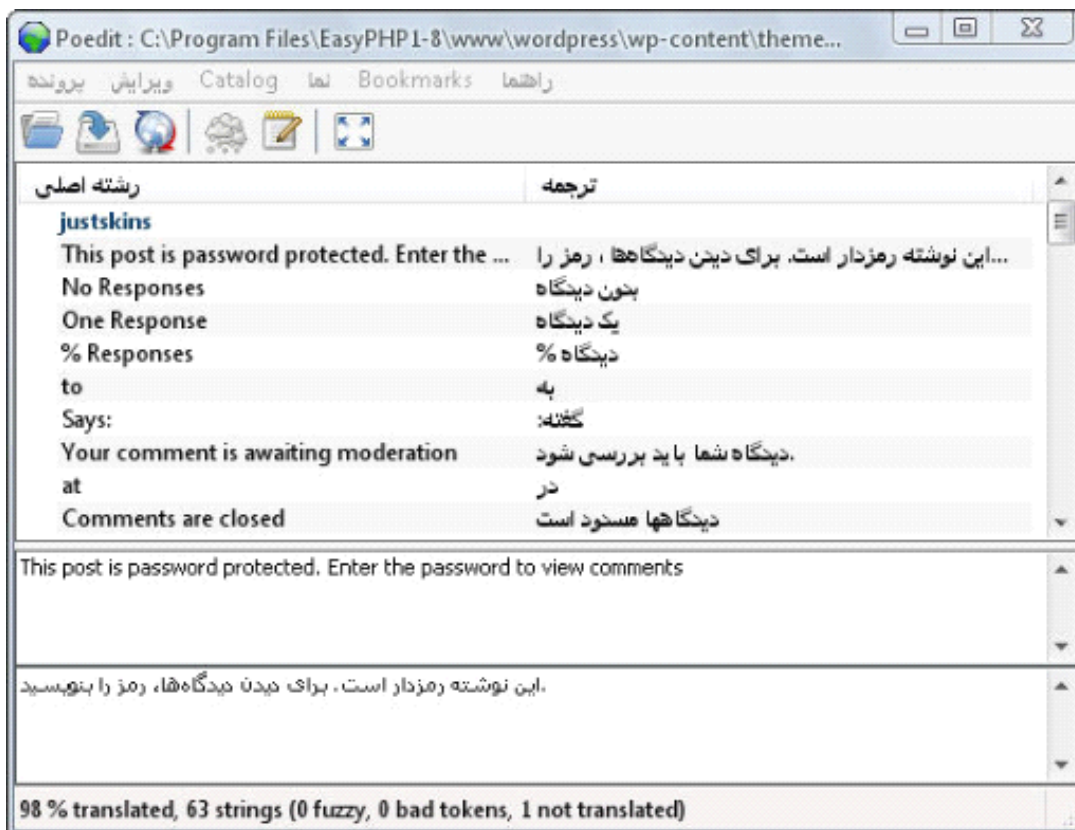 Poedit : C:\Program Files\EasyPHP1-8\www\wordpress\wp-content\theme...
پرونده ویرایش Catalog نما Bookmarks راهنما
رشته اصلی ترجمه
justskins
This post is password protected. Enter the ... این نوشته رمزدار است. برای دیدن دیدگاه‌ها ، رمز را...
No Responses بدون دیدگاه
One Response یک دیدگاه
% Responses % دیدگاه
to به
Says: گفته:
Your comment is awaiting moderation دیدگاه شما باید بررسی شود.
at در
Comments are closed دیدگاهها مسدود است
This post is password protected. Enter the password to view comments
این نوشته رمزدار است. برای دیدن دیدگاه‌ها، رمز را بنویسید.
98 % translated, 63 strings (0 fuzzy, 0 bad tokens, 1 not translated)